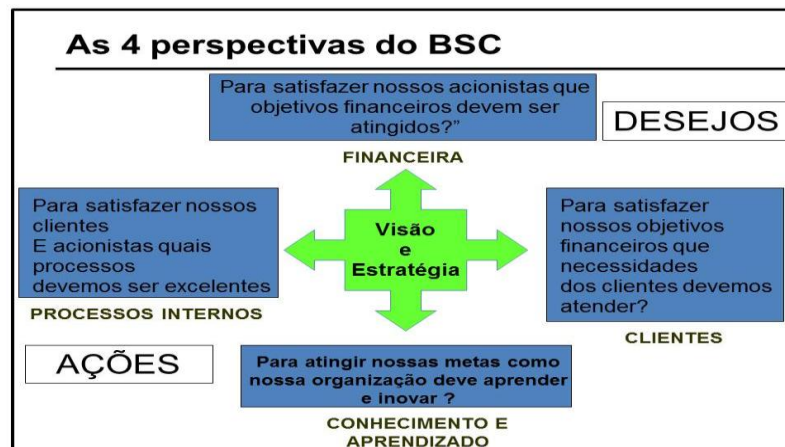 As 4 perspectivas do BSC
Para satisfazer nossos acionistas que
objetivos financeiros devem ser
atingidos?”
DESEJOS
FINANCEIRA
Para satisfazer nossos
clientes
E acionistas quais
processos
devemos ser excelentes
PROCESSOS INTERNOS
Visão
e
Estratégia
Para satisfazer
nossos objetivos
financeiros que
necessidades
dos clientes devemos
atender?
CLIENTES
AÇÕES
Para atingir nossas metas como
nossa organização deve aprender
e inovar ?
CONHECIMENTO E
APRENDIZADO